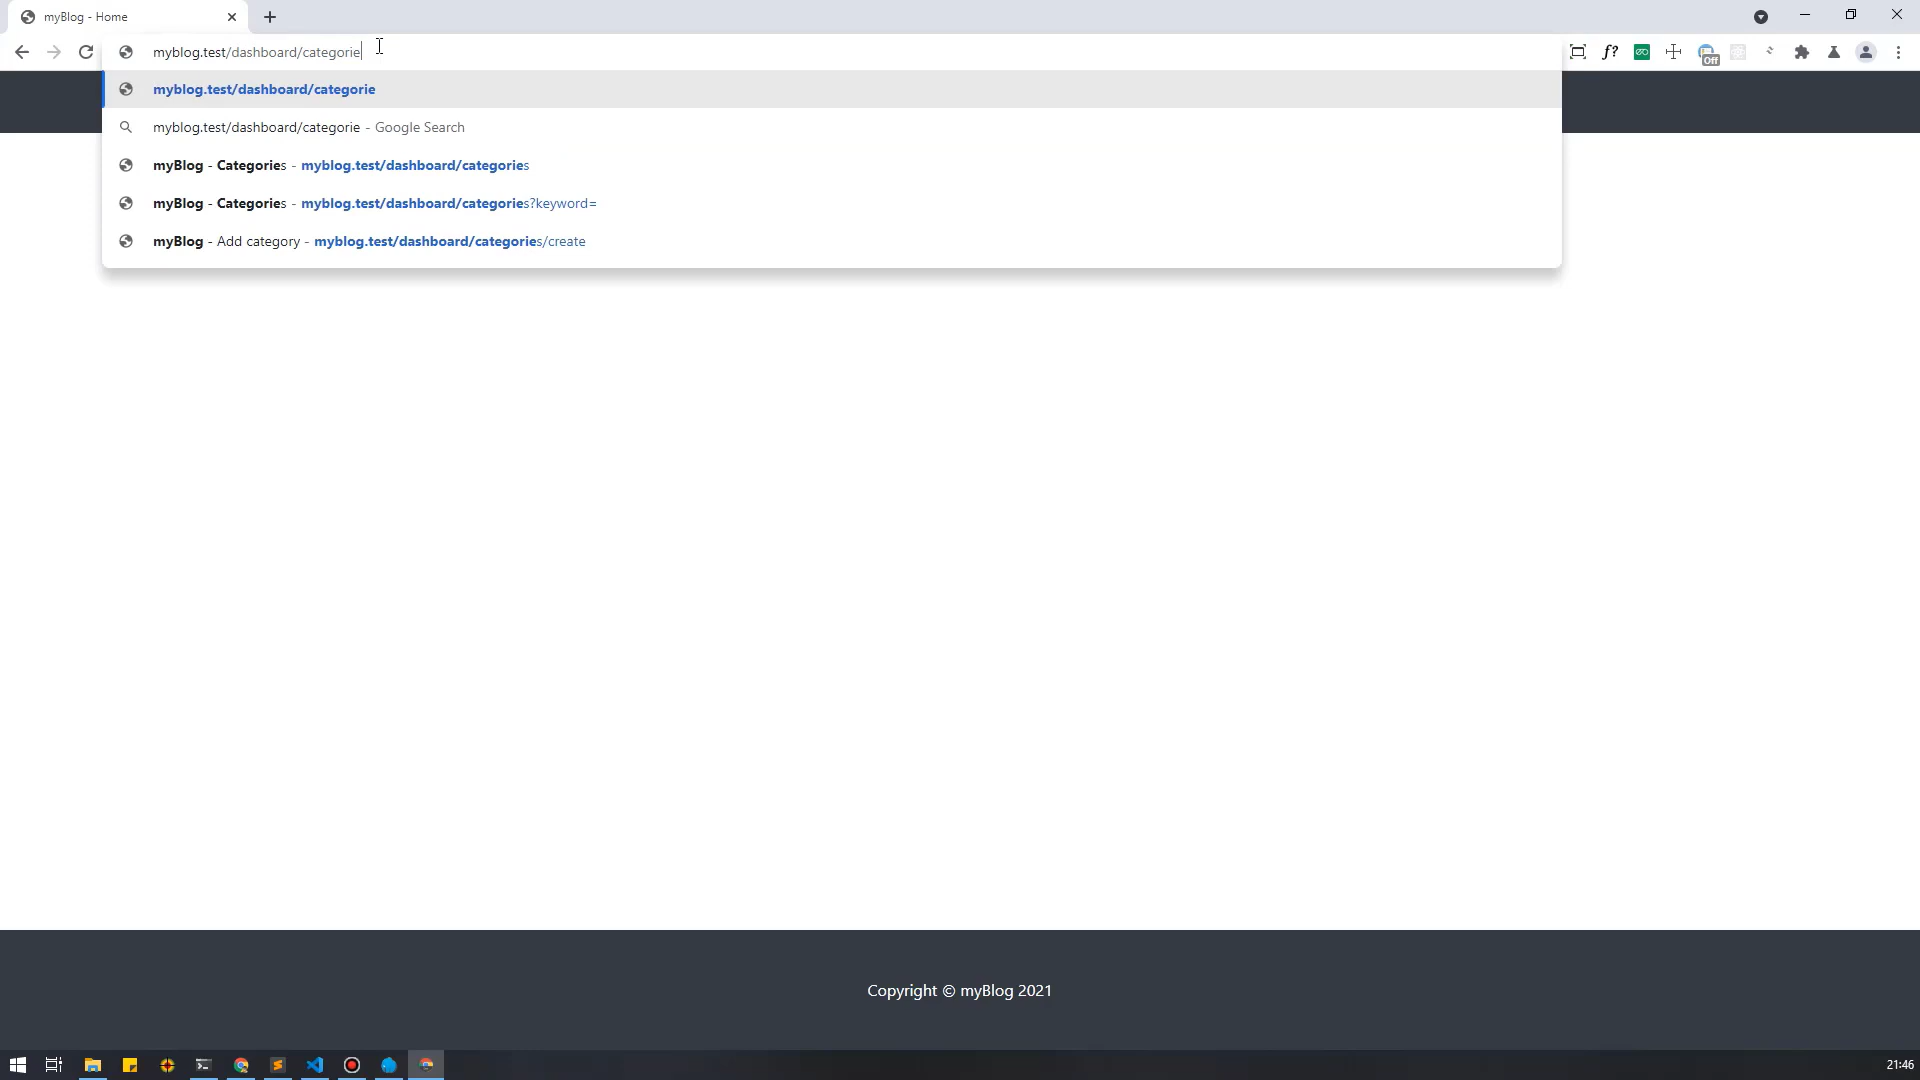 myBlog - Home
myblog.test/dashboard/categorie
f?
Off
myblog.test/dashboard/categorie
myblog.test/dashboard/categorie - Google Search
myBlog - Categories - myblog.test/dashboard/categories
myBlog - Categories - myblog.test/dashboard/categories?keyword=
myBlog - Add category - myblog.test/dashboard/categories/create
Copyright © myBlog 2021
21:46